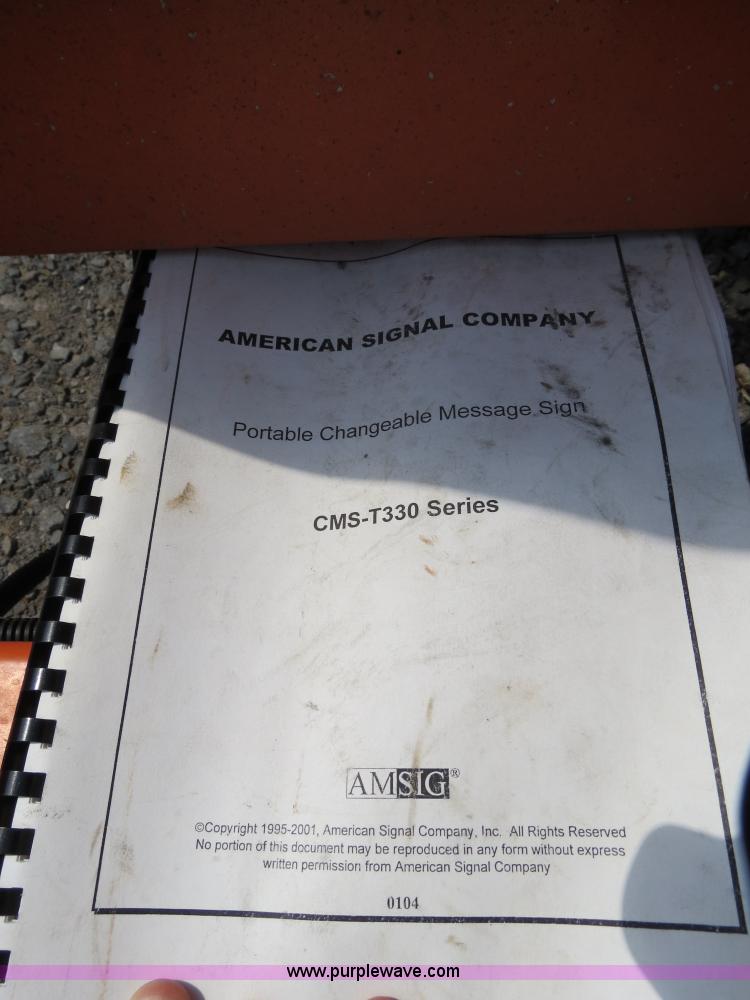 AMERICAN SIGNAL COMPANY
Portable Changeable Message Sign
CMS-T330 Series
AMSIG®
©Copyright 1995-2001, American Signal Company, Inc. All Rights Reserved
No portion of this document may be reproduced in any form without express
written permission from American Signal Company
0104
www.purplewave.com